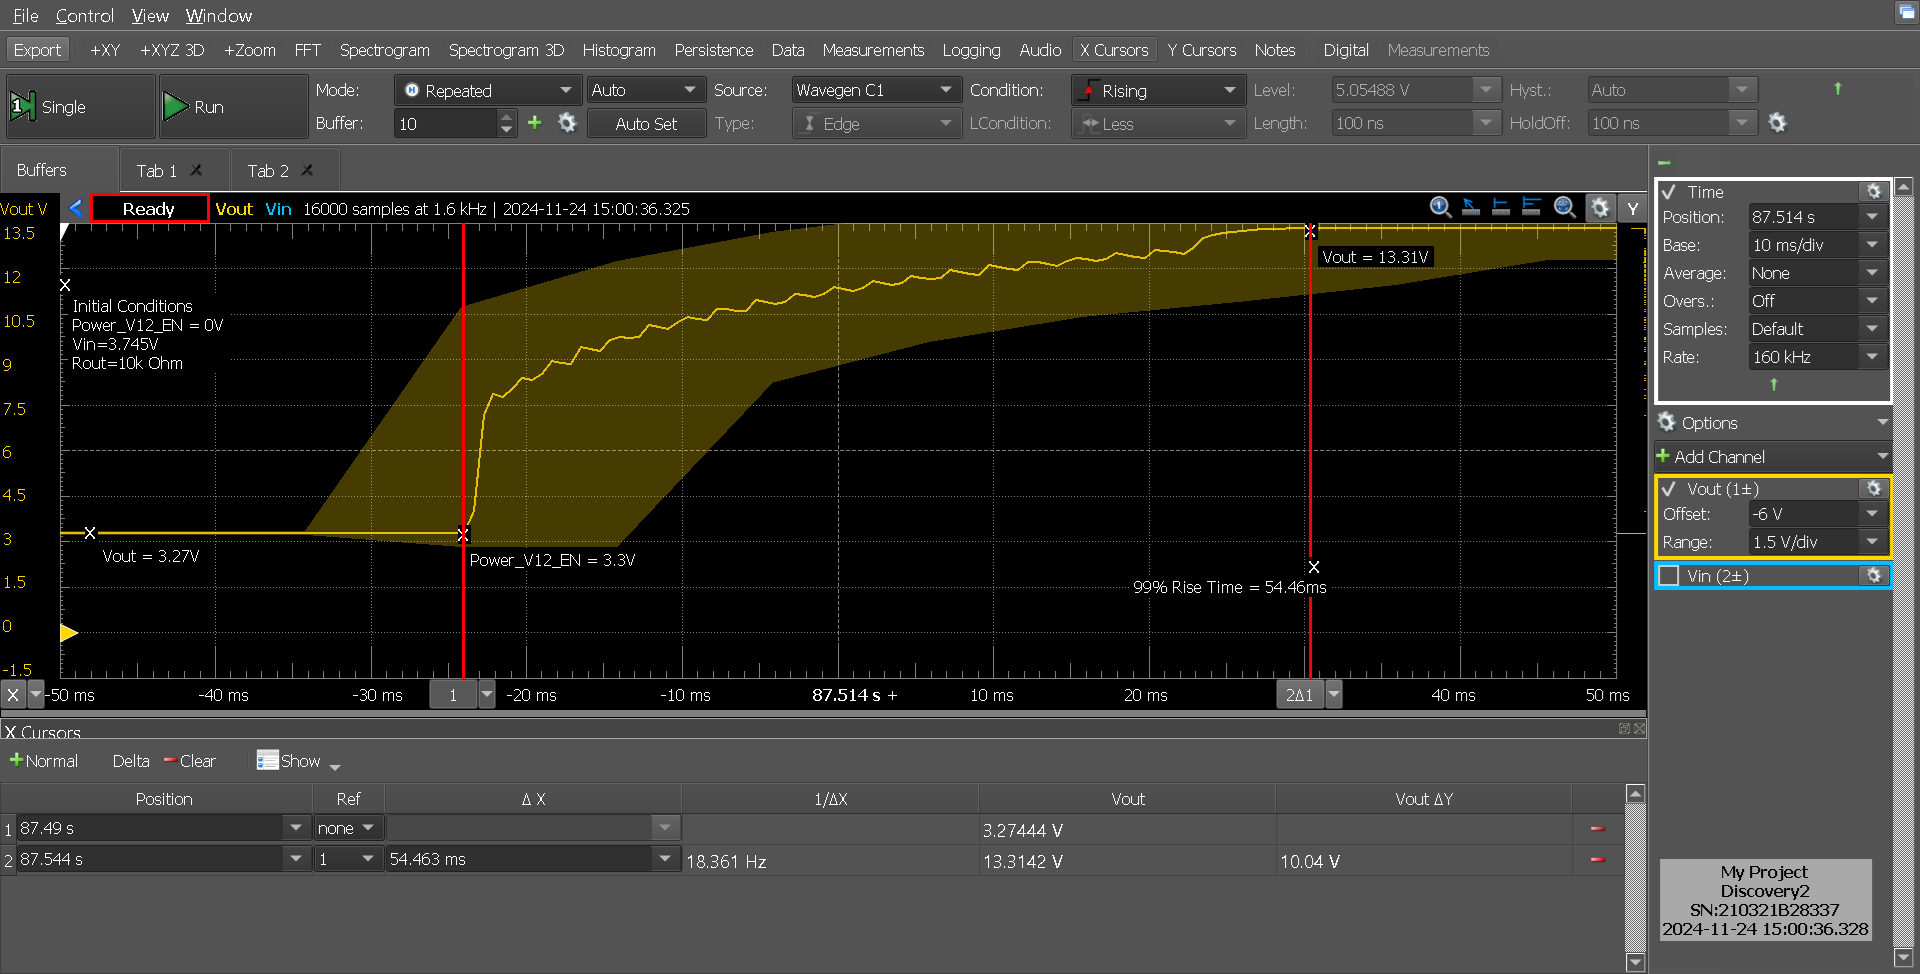 File Control View Window
Export +XY +XYZ 3D +Zoom FFT Spectrogram Spectrogram 3D Histogram Persistence Data Measurements Logging Audio X Cursors Y Cursors Notes Digital Measurements
1 Single Run
Mode: Repeated Auto Source: Wavegen C1 Condition: Rising Level: 5.05488 V Hyst.: Auto
Buffer: 10 Auto Set Type: Edge LCondition: Less Length: 100 ns HoldOff: 100 ns
Buffers Tab 1 Tab 2
Vout V Ready Vout Vin 16000 samples at 1.6 kHz | 2024-11-24 15:00:36.325 Y
13.5
12
10.5
9
7.5
6
4.5
3
1.5
0
-1.5
X
Initial Conditions
Power_V12_EN = 0V
Vin=3.745V
Rout=10k Ohm
X
Vout = 13.31V
X
Vout = 3.27V
X
Power_V12_EN = 3.3V
X
99% Rise Time = 54.46ms
X -50 ms -40 ms -30 ms 1 -20 ms -10 ms 87.514 s + 10 ms 20 ms 2Δ1 40 ms 50 ms
X Cursors
Normal Delta Clear Show
Position Ref Δ X 1/ΔX Vout Vout ΔY
1 87.49 s none 3.27444 V
2 87.544 s 1 54.463 ms 18.361 Hz 13.3142 V 10.04 V
Time
Position: 87.514 s
Base: 10 ms/div
Average: None
Overs.: Off
Samples: Default
Rate: 160 kHz
Options
Add Channel
Vout (1±)
Offset: -6 V
Range: 1.5 V/div
Vin (2±)
My Project
Discovery2
SN:210321B28337
2024-11-24 15:00:36.328